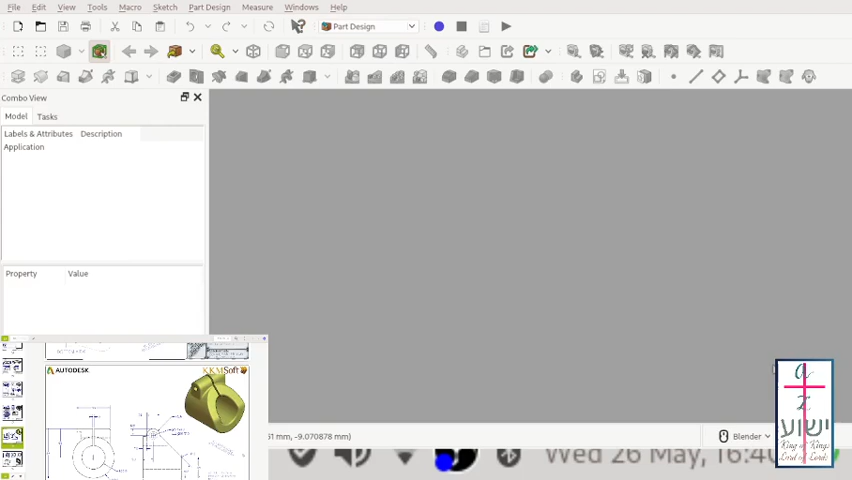 File Edit View Tools Macro Sketch Part Design Measure Windows Help
Part Design
Combo View
Model Tasks
Labels & Attributes Description
Application
Property Value
AUTODESK
KKMSoft
51 mm, -9.070878 mm)
Blender
Wed 26 May, 16:40
ישוע
King of Kings
Lord of Lords